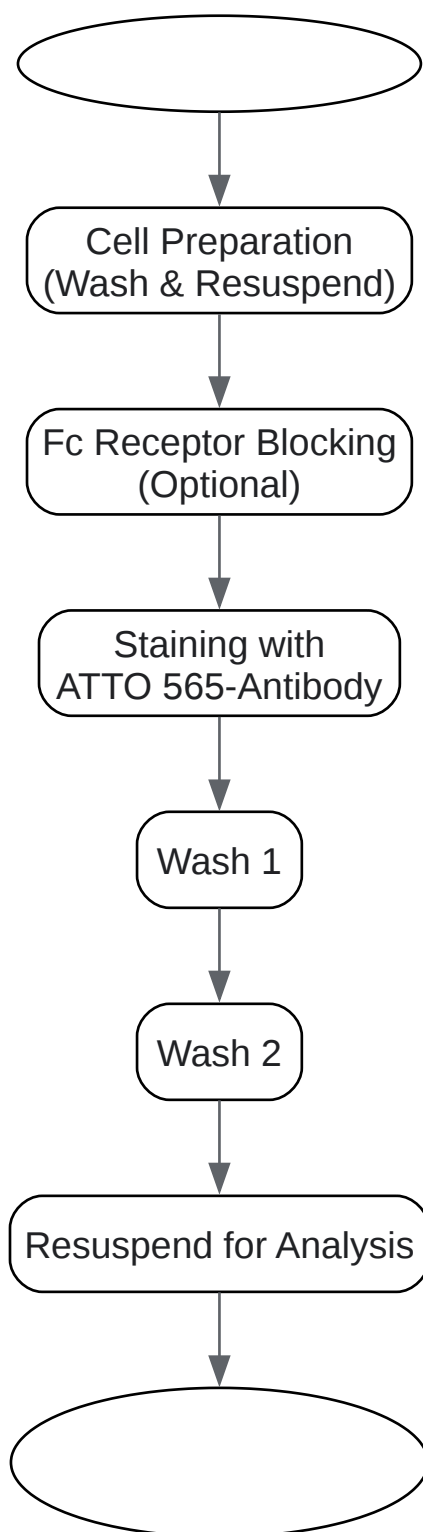 Cell Preparation
(Wash & Resuspend)
Fc Receptor Blocking
(Optional)
Staining with
ATTO 565-Antibody
Wash 1
Wash 2
Resuspend for Analysis